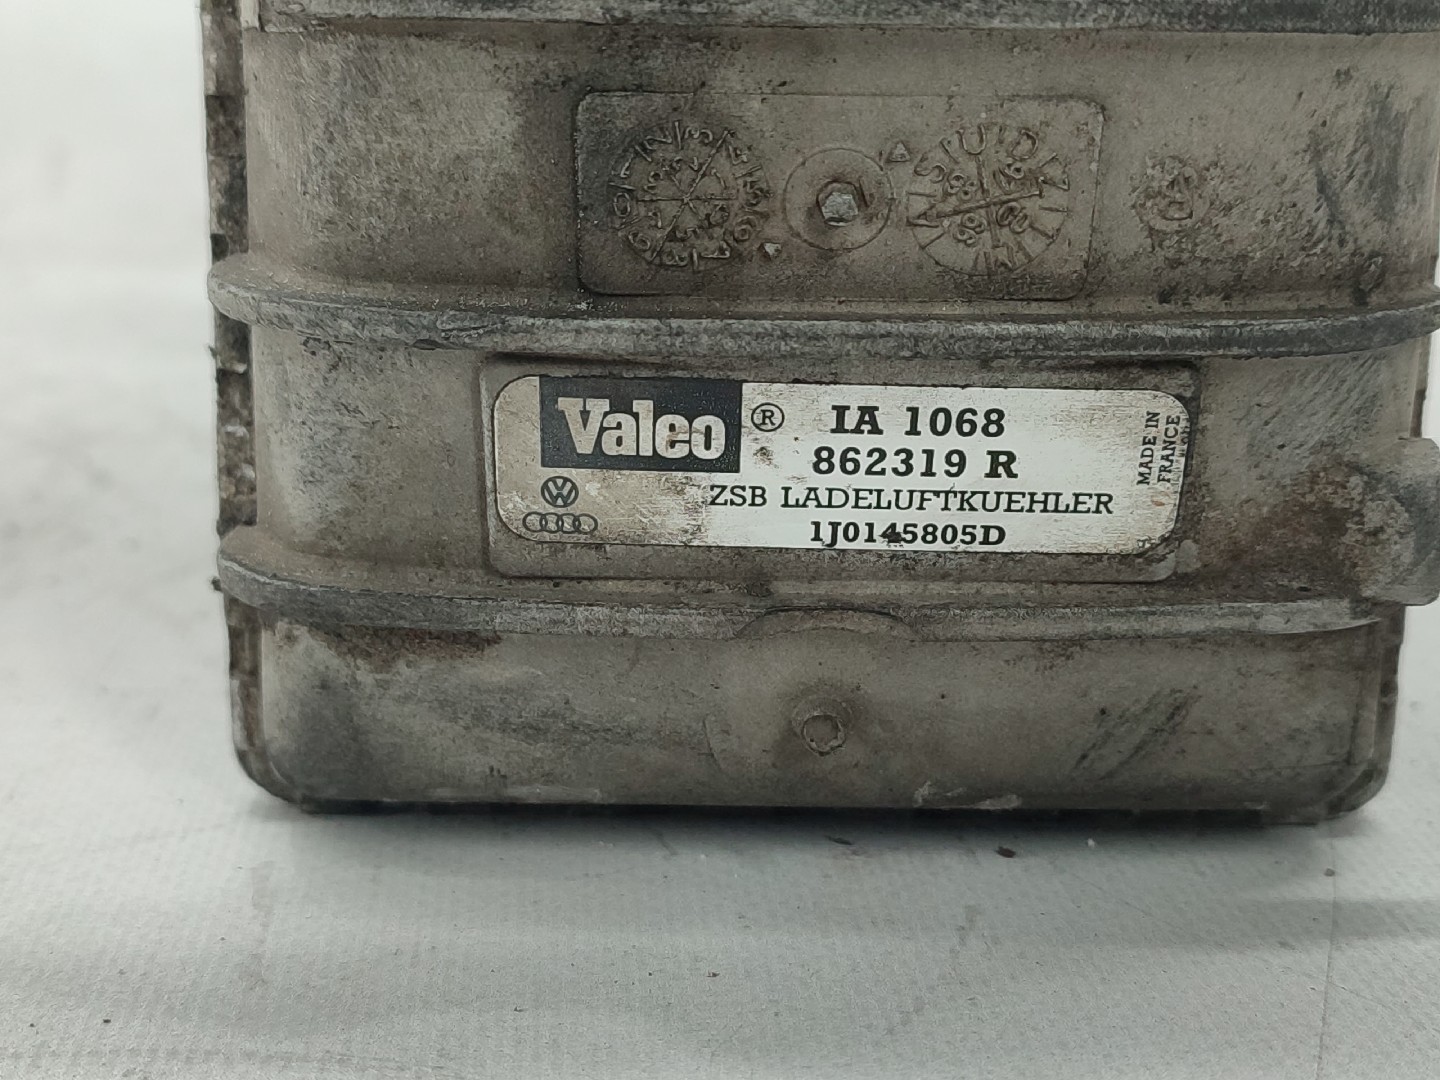 Valeo ® IA 1068
862319 R
ZSB LADELUFTKUEHLER
1J0145805D
MADE IN
FRANCE